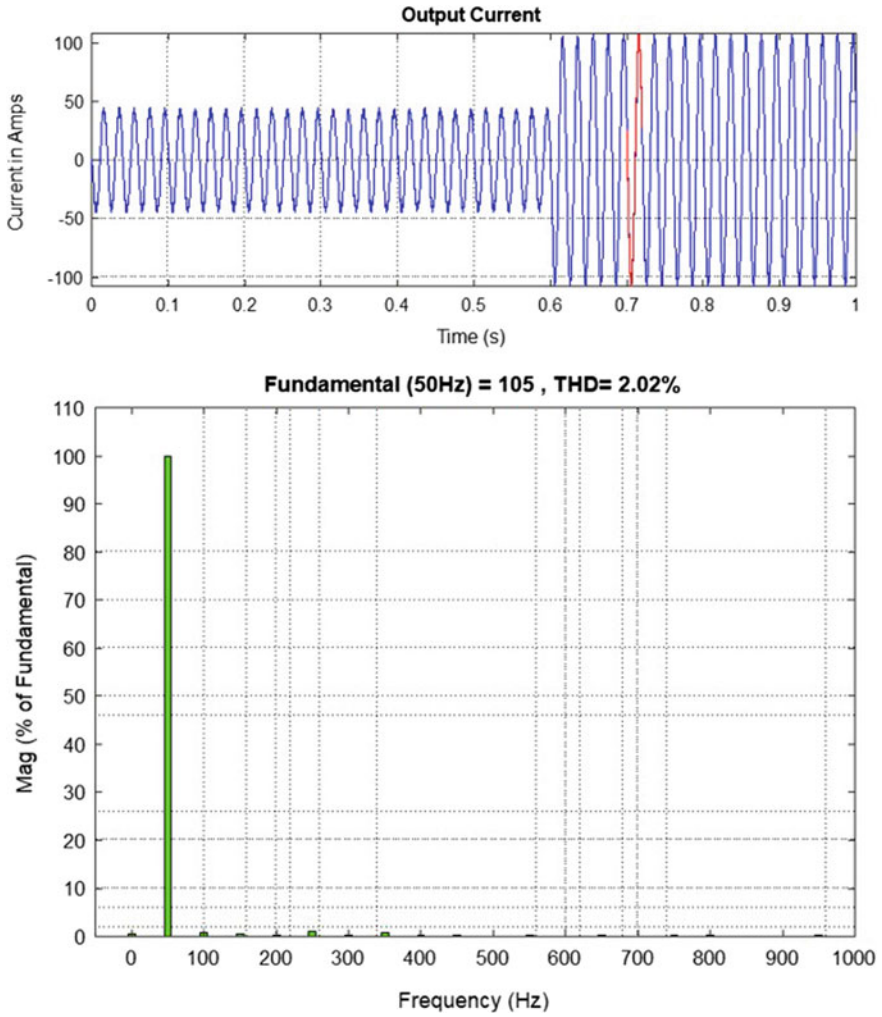 Output Current
100
50
0
-50
-100
Current in Amps
0 0.1 0.2 0.3 0.4 0.5 0.6 0.7 0.8 0.9 1
Time (s)
Fundamental (50Hz) = 105 , THD= 2.02%
110
100
90
80
70
60
50
40
30
20
10
0
Mag (% of Fundamental)
0 100 200 300 400 500 600 700 800 900 1000
Frequency (Hz)